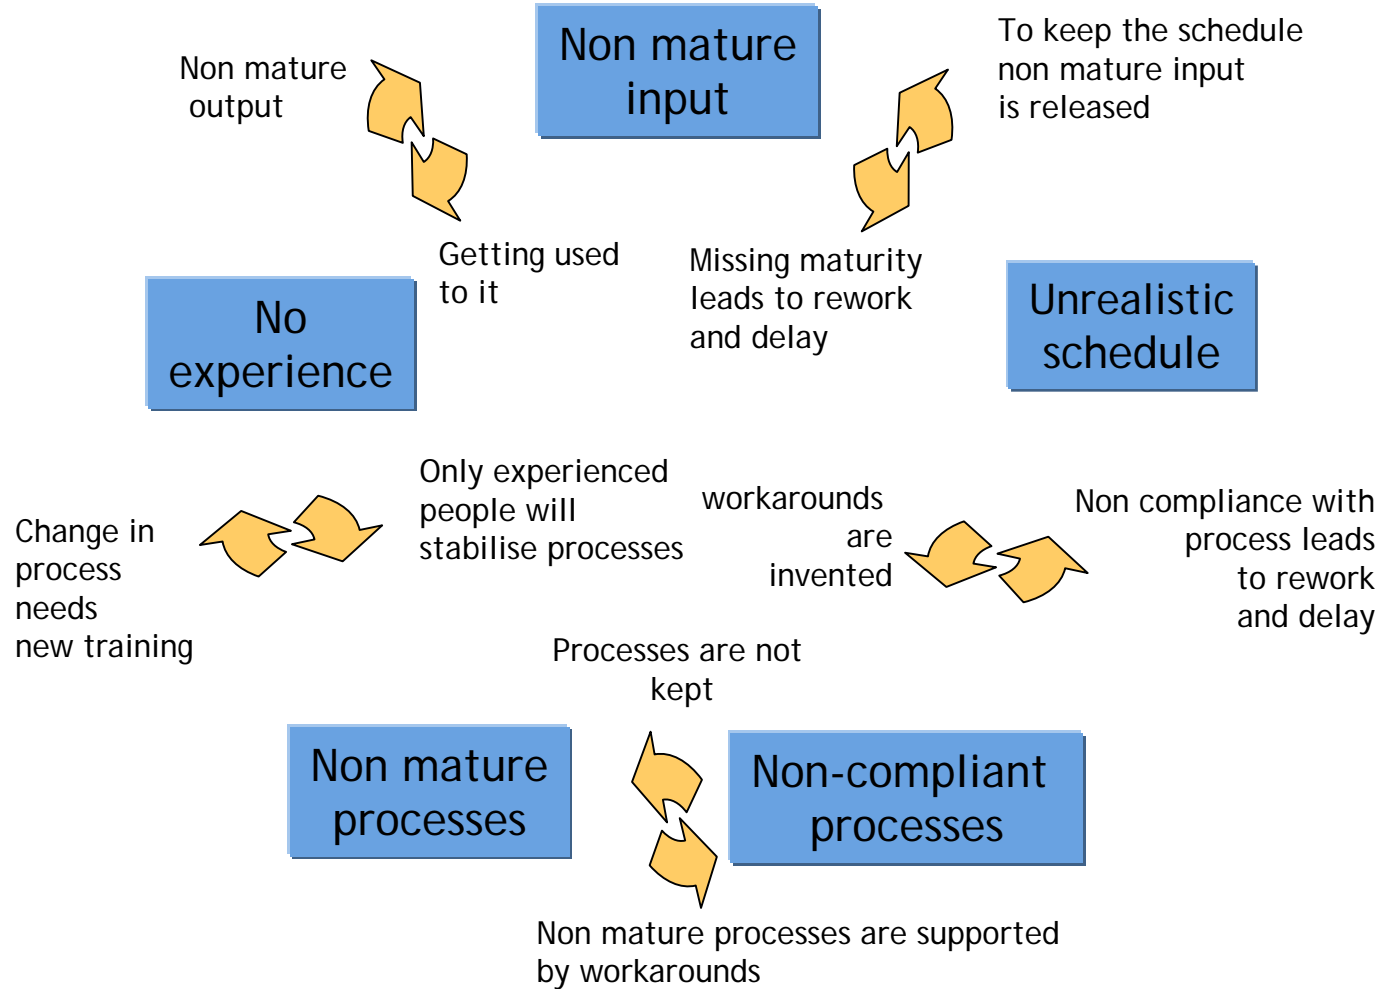 Non mature
output
Non mature
input
To keep the schedule
non mature input
is released
Getting used
to it
Missing maturity
leads to rework
and delay
No
experience
Unrealistic
schedule
Change in
process
needs
new training
Only experienced
people will
stabilise processes
workarounds
are
invented
Non compliance with
process leads
to rework
and delay
Processes are not
kept
Non mature
processes
Non-compliant
processes
Non mature processes are supported
by workarounds